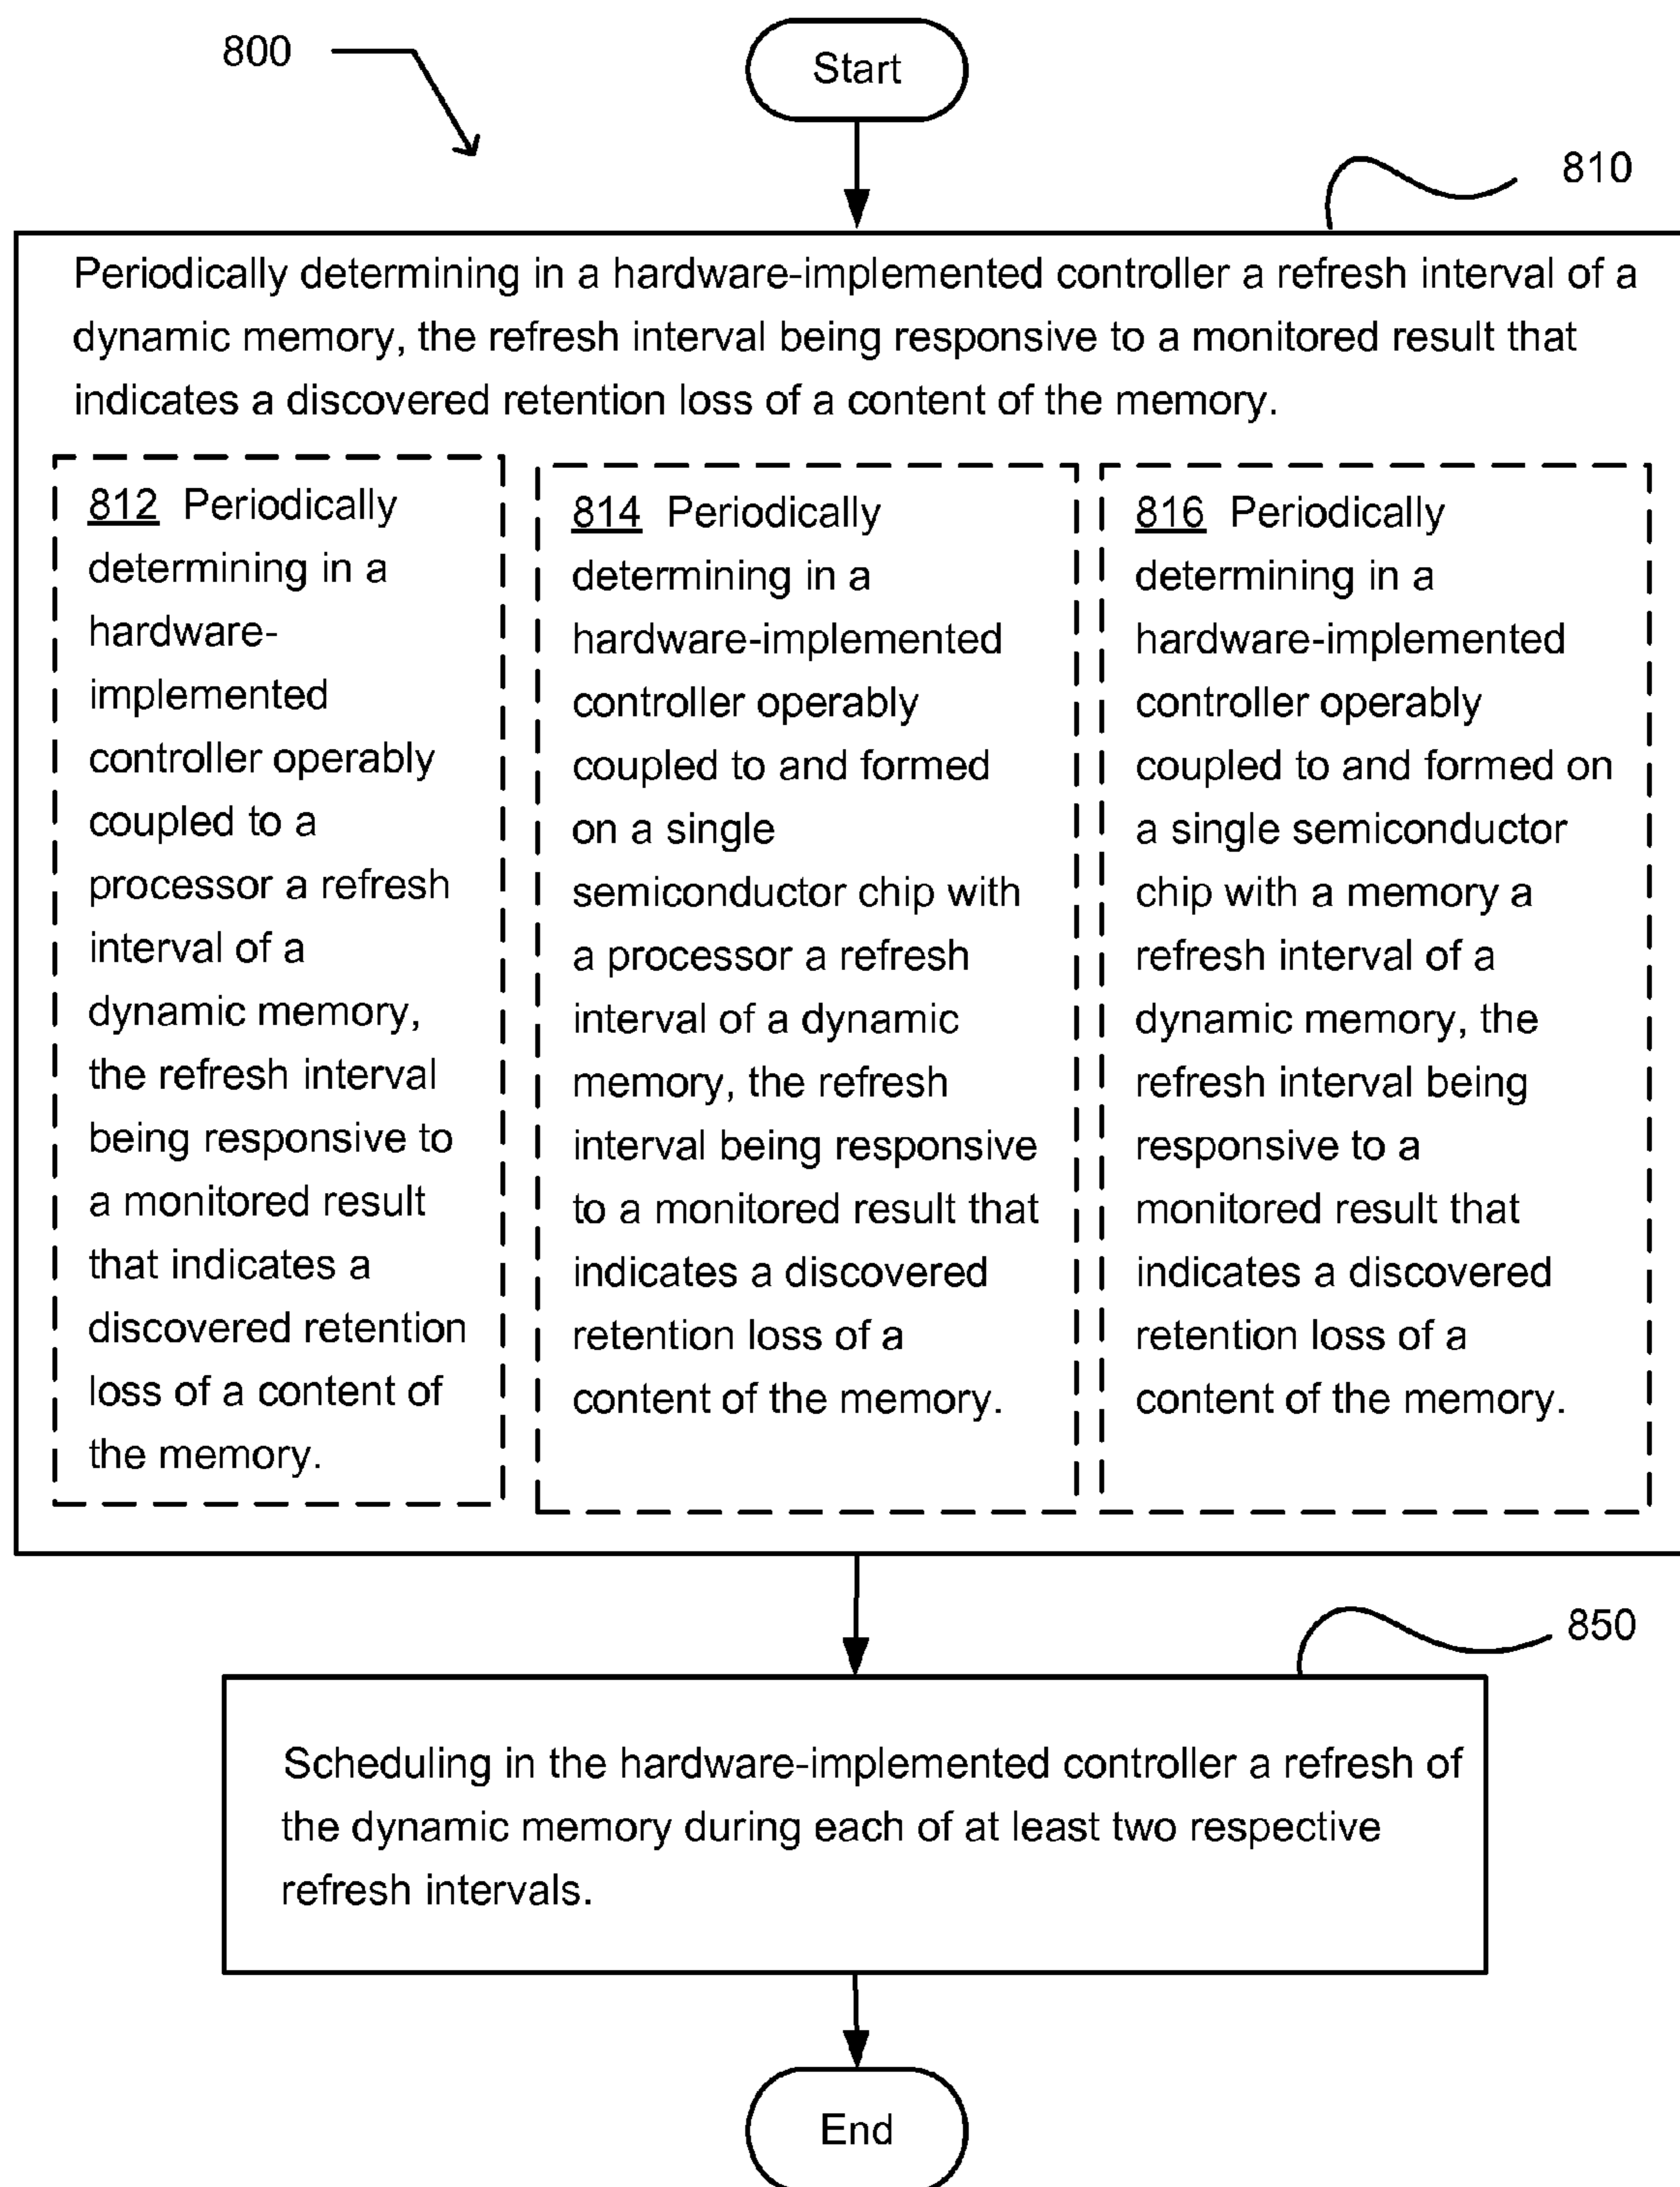 800
Start
810
Periodically determining in a hardware-implemented controller a refresh interval of a
dynamic memory, the refresh interval being responsive to a monitored result that
indicates a discovered retention loss of a content of the memory.
812 Periodically
determining in a
hardware-
implemented
controller operably
coupled to a
processor a refresh
interval of a
dynamic memory,
the refresh interval
being responsive to
a monitored result
that indicates a
discovered retention
loss of a content of
the memory.
814 Periodically
determining in a
hardware-implemented
controller operably
coupled to and formed
on a single
semiconductor chip with
a processor a refresh
interval of a dynamic
memory, the refresh
interval being responsive
to a monitored result that
indicates a discovered
retention loss of a
content of the memory.
816 Periodically
determining in a
hardware-implemented
controller operably
coupled to and formed on
a single semiconductor
chip with a memory a
refresh interval of a
dynamic memory, the
refresh interval being
responsive to a
monitored result that
indicates a discovered
retention loss of a
content of the memory.
850
Scheduling in the hardware-implemented controller a refresh of
the dynamic memory during each of at least two respective
refresh intervals.
End